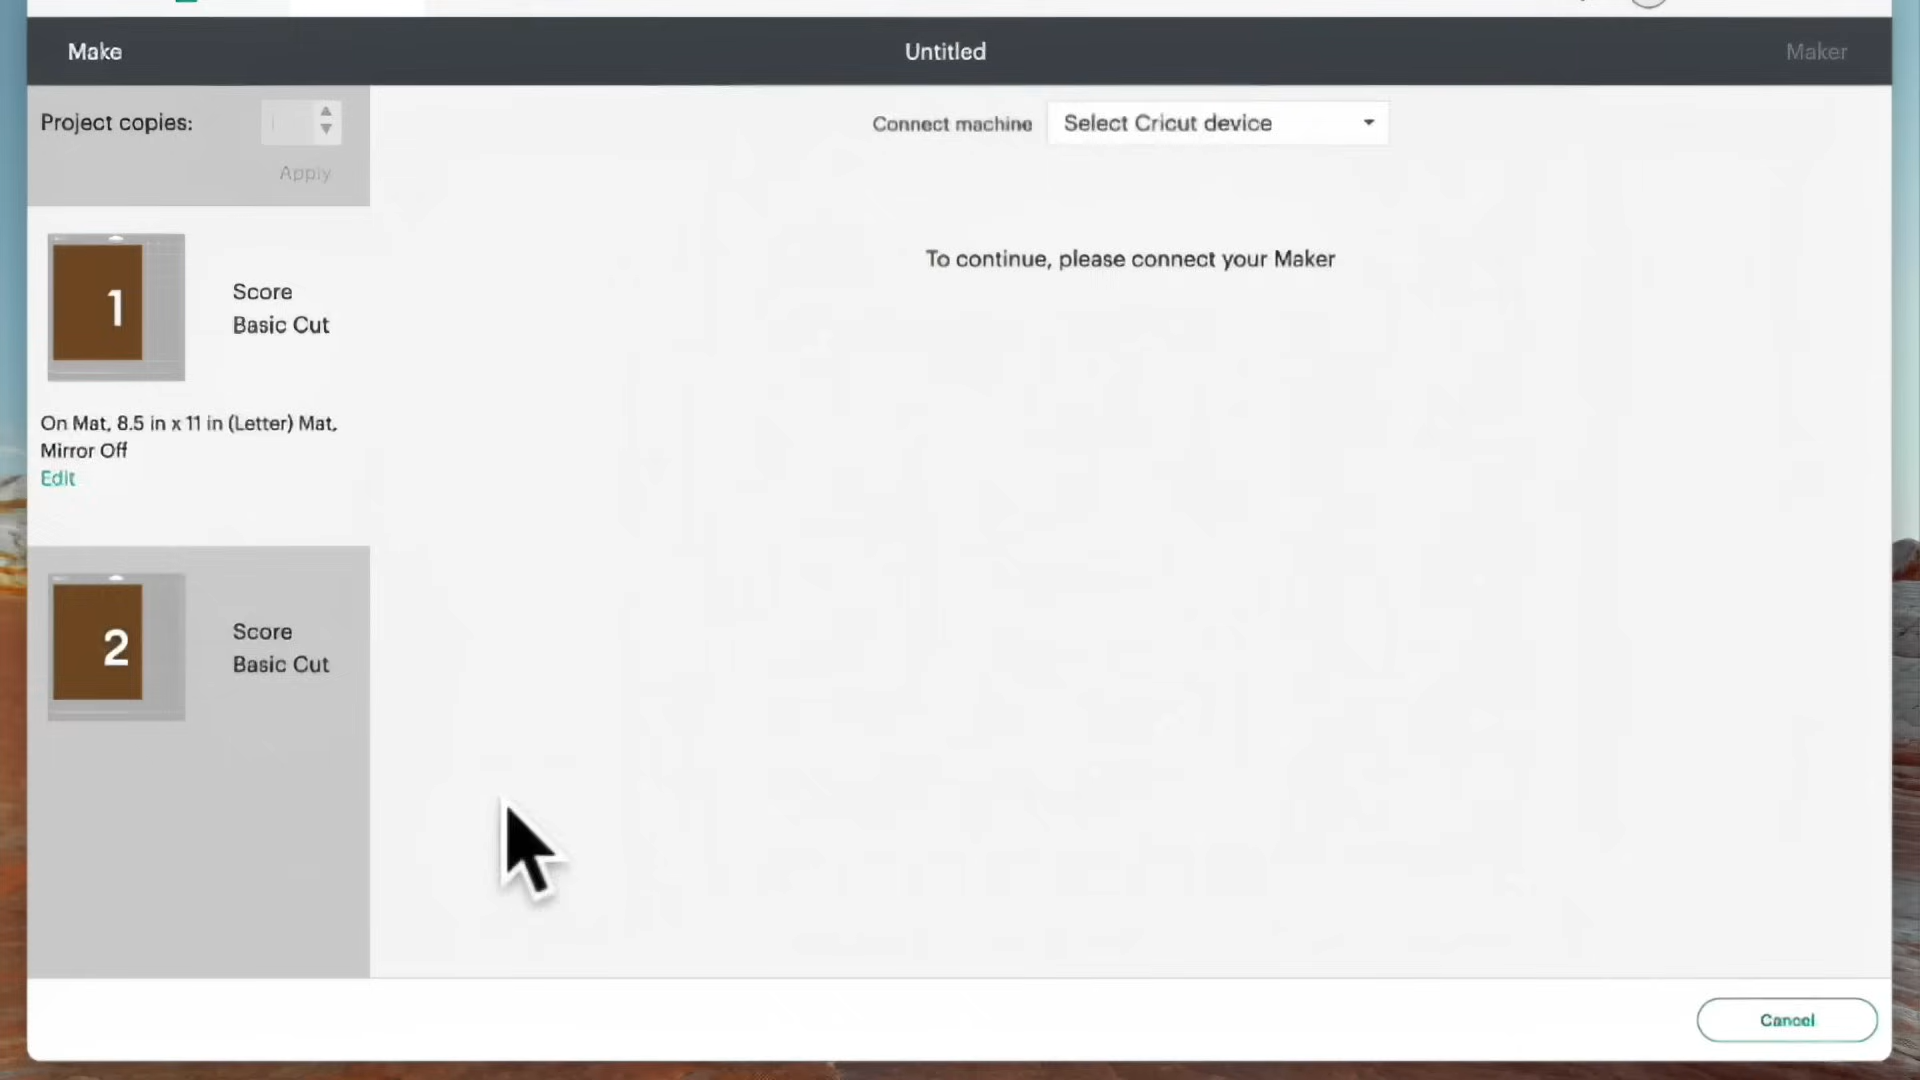 Make
Untitled
Maker
Project copies:
Apply
Connect machine
Select Cricut device
To continue, please connect your Maker
1
Score
Basic Cut
On Mat, 8.5 in x 11 in (Letter) Mat,
Mirror Off
Edit
2
Score
Basic Cut
Cancel